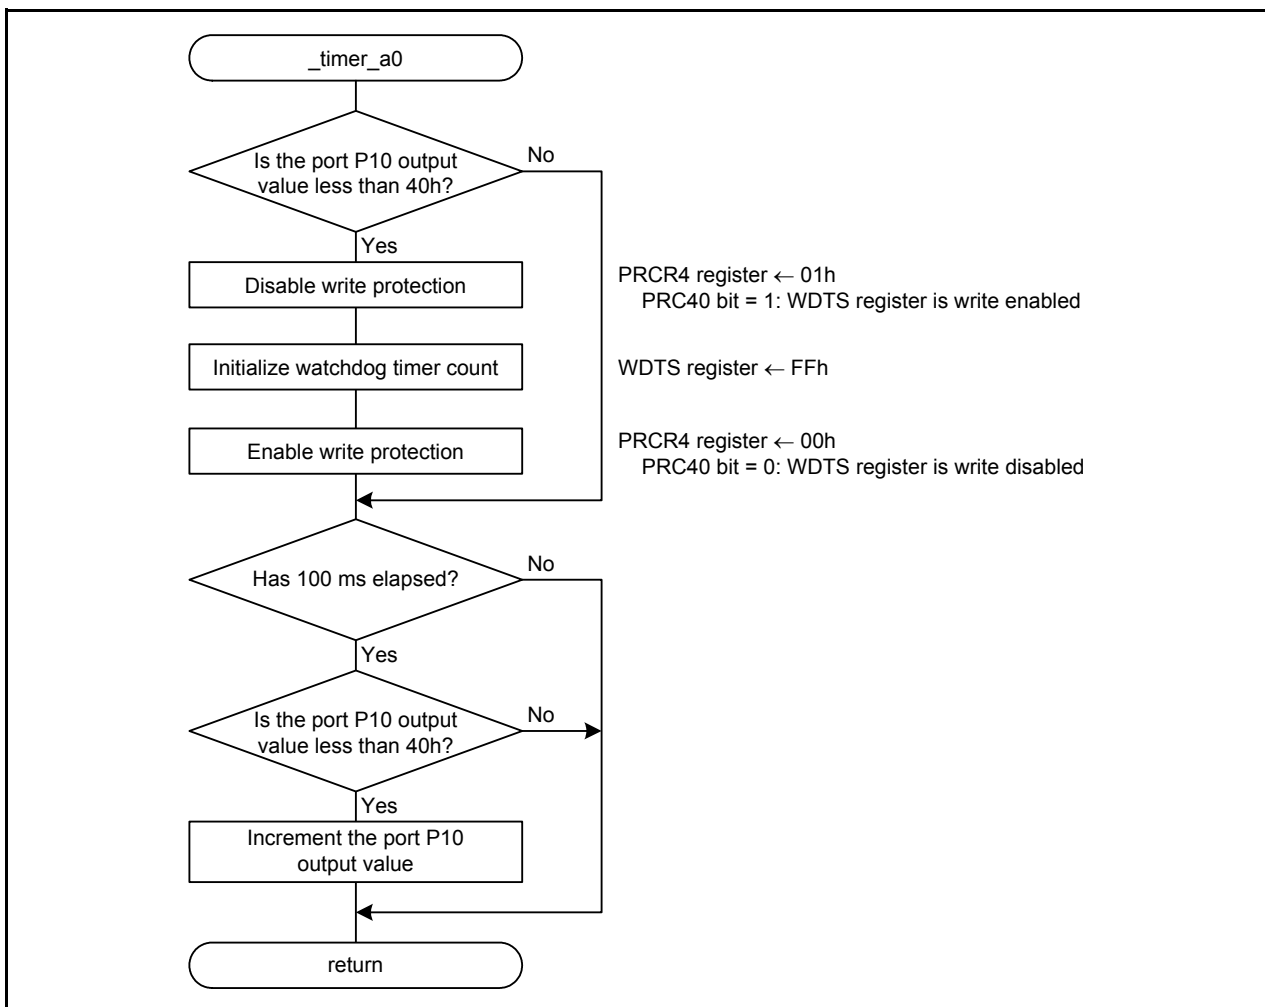 _timer_a0
Is the port P10 output
value less than 40h?
No
Yes
Disable write protection
PRCR4 register ← 01h
PRC40 bit = 1: WDTS register is write enabled
Initialize watchdog timer count
WDTS register ← FFh
Enable write protection
PRCR4 register ← 00h
PRC40 bit = 0: WDTS register is write disabled
Has 100 ms elapsed?
No
Yes
Is the port P10 output
value less than 40h?
No
Yes
Increment the port P10
output value
return